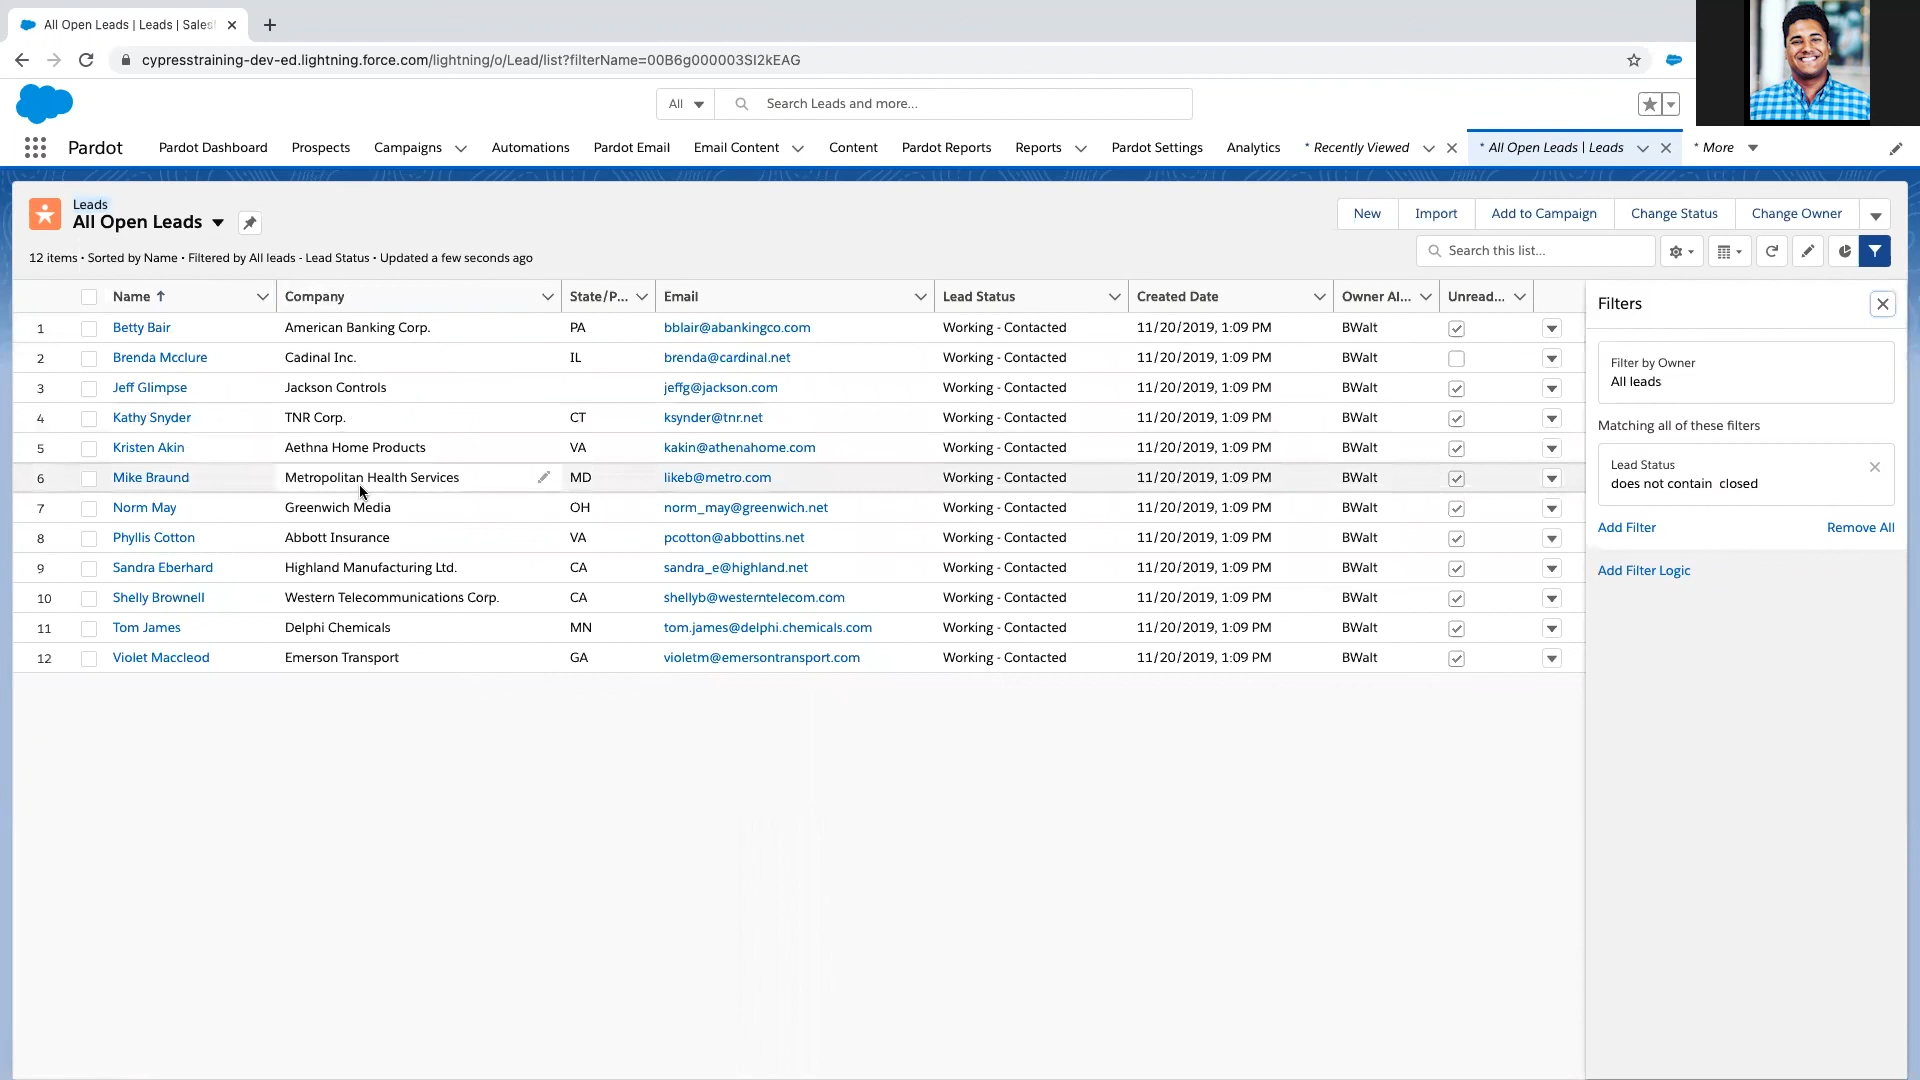 All Open Leads | Leads | Sales
cypresstraining-dev-ed.lightning.force.com/lightning/o/Lead/list?filterName=00B6g000003SI2kEAG
All Search Leads and more...
Pardot Pardot Dashboard Prospects Campaigns Automations Pardot Email Email Content Content Pardot Reports Reports Pardot Settings Analytics * Recently Viewed * All Open Leads | Leads * More
Leads
All Open Leads
New Import Add to Campaign Change Status Change Owner
12 items • Sorted by Name • Filtered by All leads - Lead Status • Updated a few seconds ago
Search this list...
Name Company State/P... Email Lead Status Created Date Owner Al... Unread...
1 Betty Bair American Banking Corp. PA bblair@abankingco.com Working - Contacted 11/20/2019, 1:09 PM BWalt
2 Brenda Mcclure Cadinal Inc. IL brenda@cardinal.net Working - Contacted 11/20/2019, 1:09 PM BWalt
3 Jeff Glimpse Jackson Controls jeffg@jackson.com Working - Contacted 11/20/2019, 1:09 PM BWalt
4 Kathy Snyder TNR Corp. CT ksynder@tnr.net Working - Contacted 11/20/2019, 1:09 PM BWalt
5 Kristen Akin Aethna Home Products VA kakin@athenahome.com Working - Contacted 11/20/2019, 1:09 PM BWalt
6 Mike Braund Metropolitan Health Services MD likeb@metro.com Working - Contacted 11/20/2019, 1:09 PM BWalt
7 Norm May Greenwich Media OH norm_may@greenwich.net Working - Contacted 11/20/2019, 1:09 PM BWalt
8 Phyllis Cotton Abbott Insurance VA pcotton@abbottins.net Working - Contacted 11/20/2019, 1:09 PM BWalt
9 Sandra Eberhard Highland Manufacturing Ltd. CA sandra_e@highland.net Working - Contacted 11/20/2019, 1:09 PM BWalt
10 Shelly Brownell Western Telecommunications Corp. CA shellyb@westerntelecom.com Working - Contacted 11/20/2019, 1:09 PM BWalt
11 Tom James Delphi Chemicals MN tom.james@delphi.chemicals.com Working - Contacted 11/20/2019, 1:09 PM BWalt
12 Violet Maccleod Emerson Transport GA violetm@emersontransport.com Working - Contacted 11/20/2019, 1:09 PM BWalt
Filters
Filter by Owner
All leads
Matching all of these filters
Lead Status
does not contain closed
Add Filter Remove All
Add Filter Logic